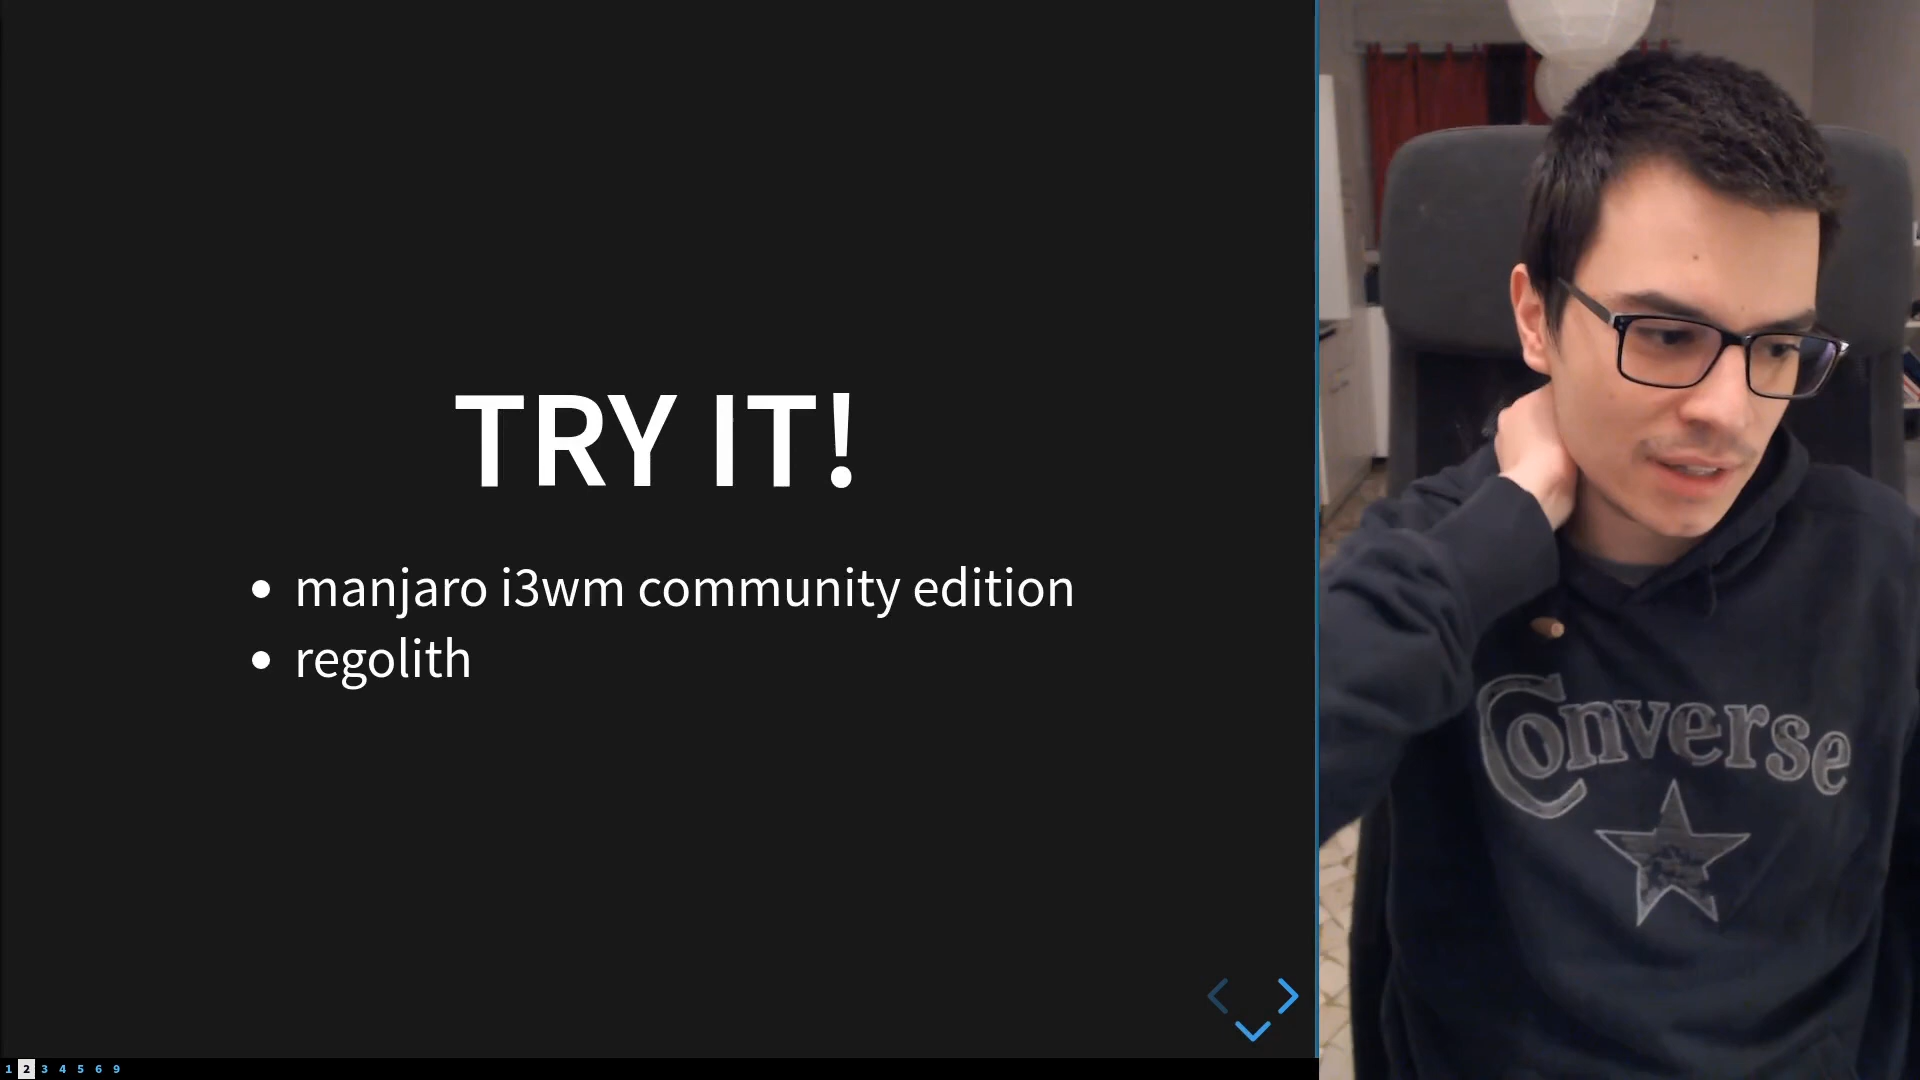 TRY IT!
manjaro i3wm community edition
regolith
Converse
1 2 3 4 5 6 9